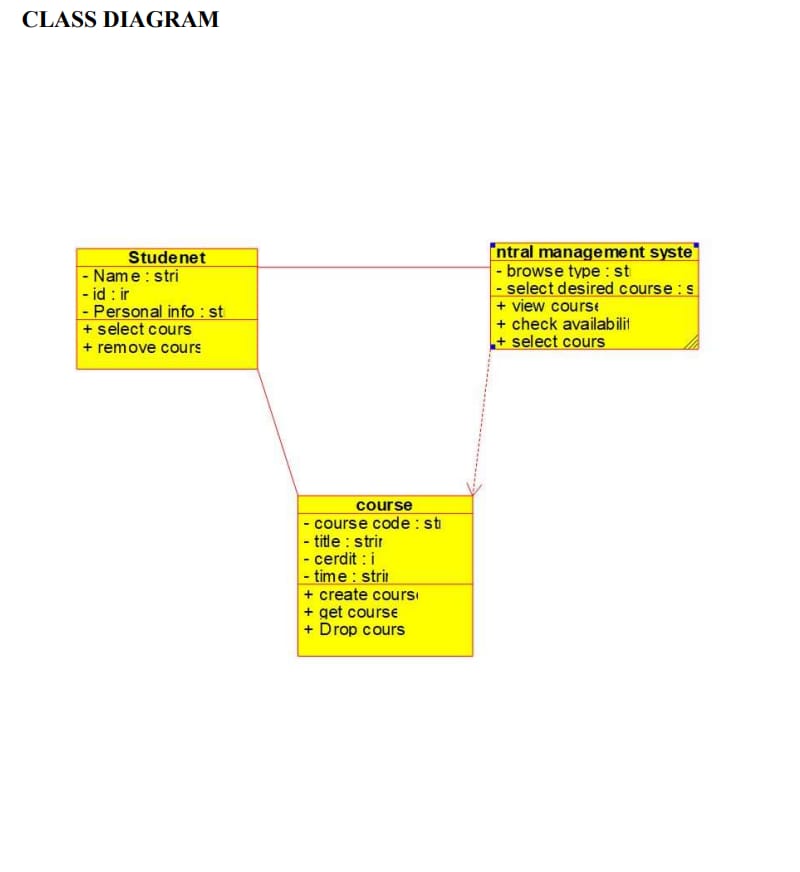 CLASS DIAGRAM
Studenet
- Name : stri
- id : ir
- Personal info : st
+ select cours
+ remove cours
ntral management syste
- browse type : st
- select desired course : s
+ view course
+ check availabilit
+ select cours
course
- course code : sti
- title : strir
- cerdit : i
- time : strir
+ create cours
+ get course
+ Drop cours